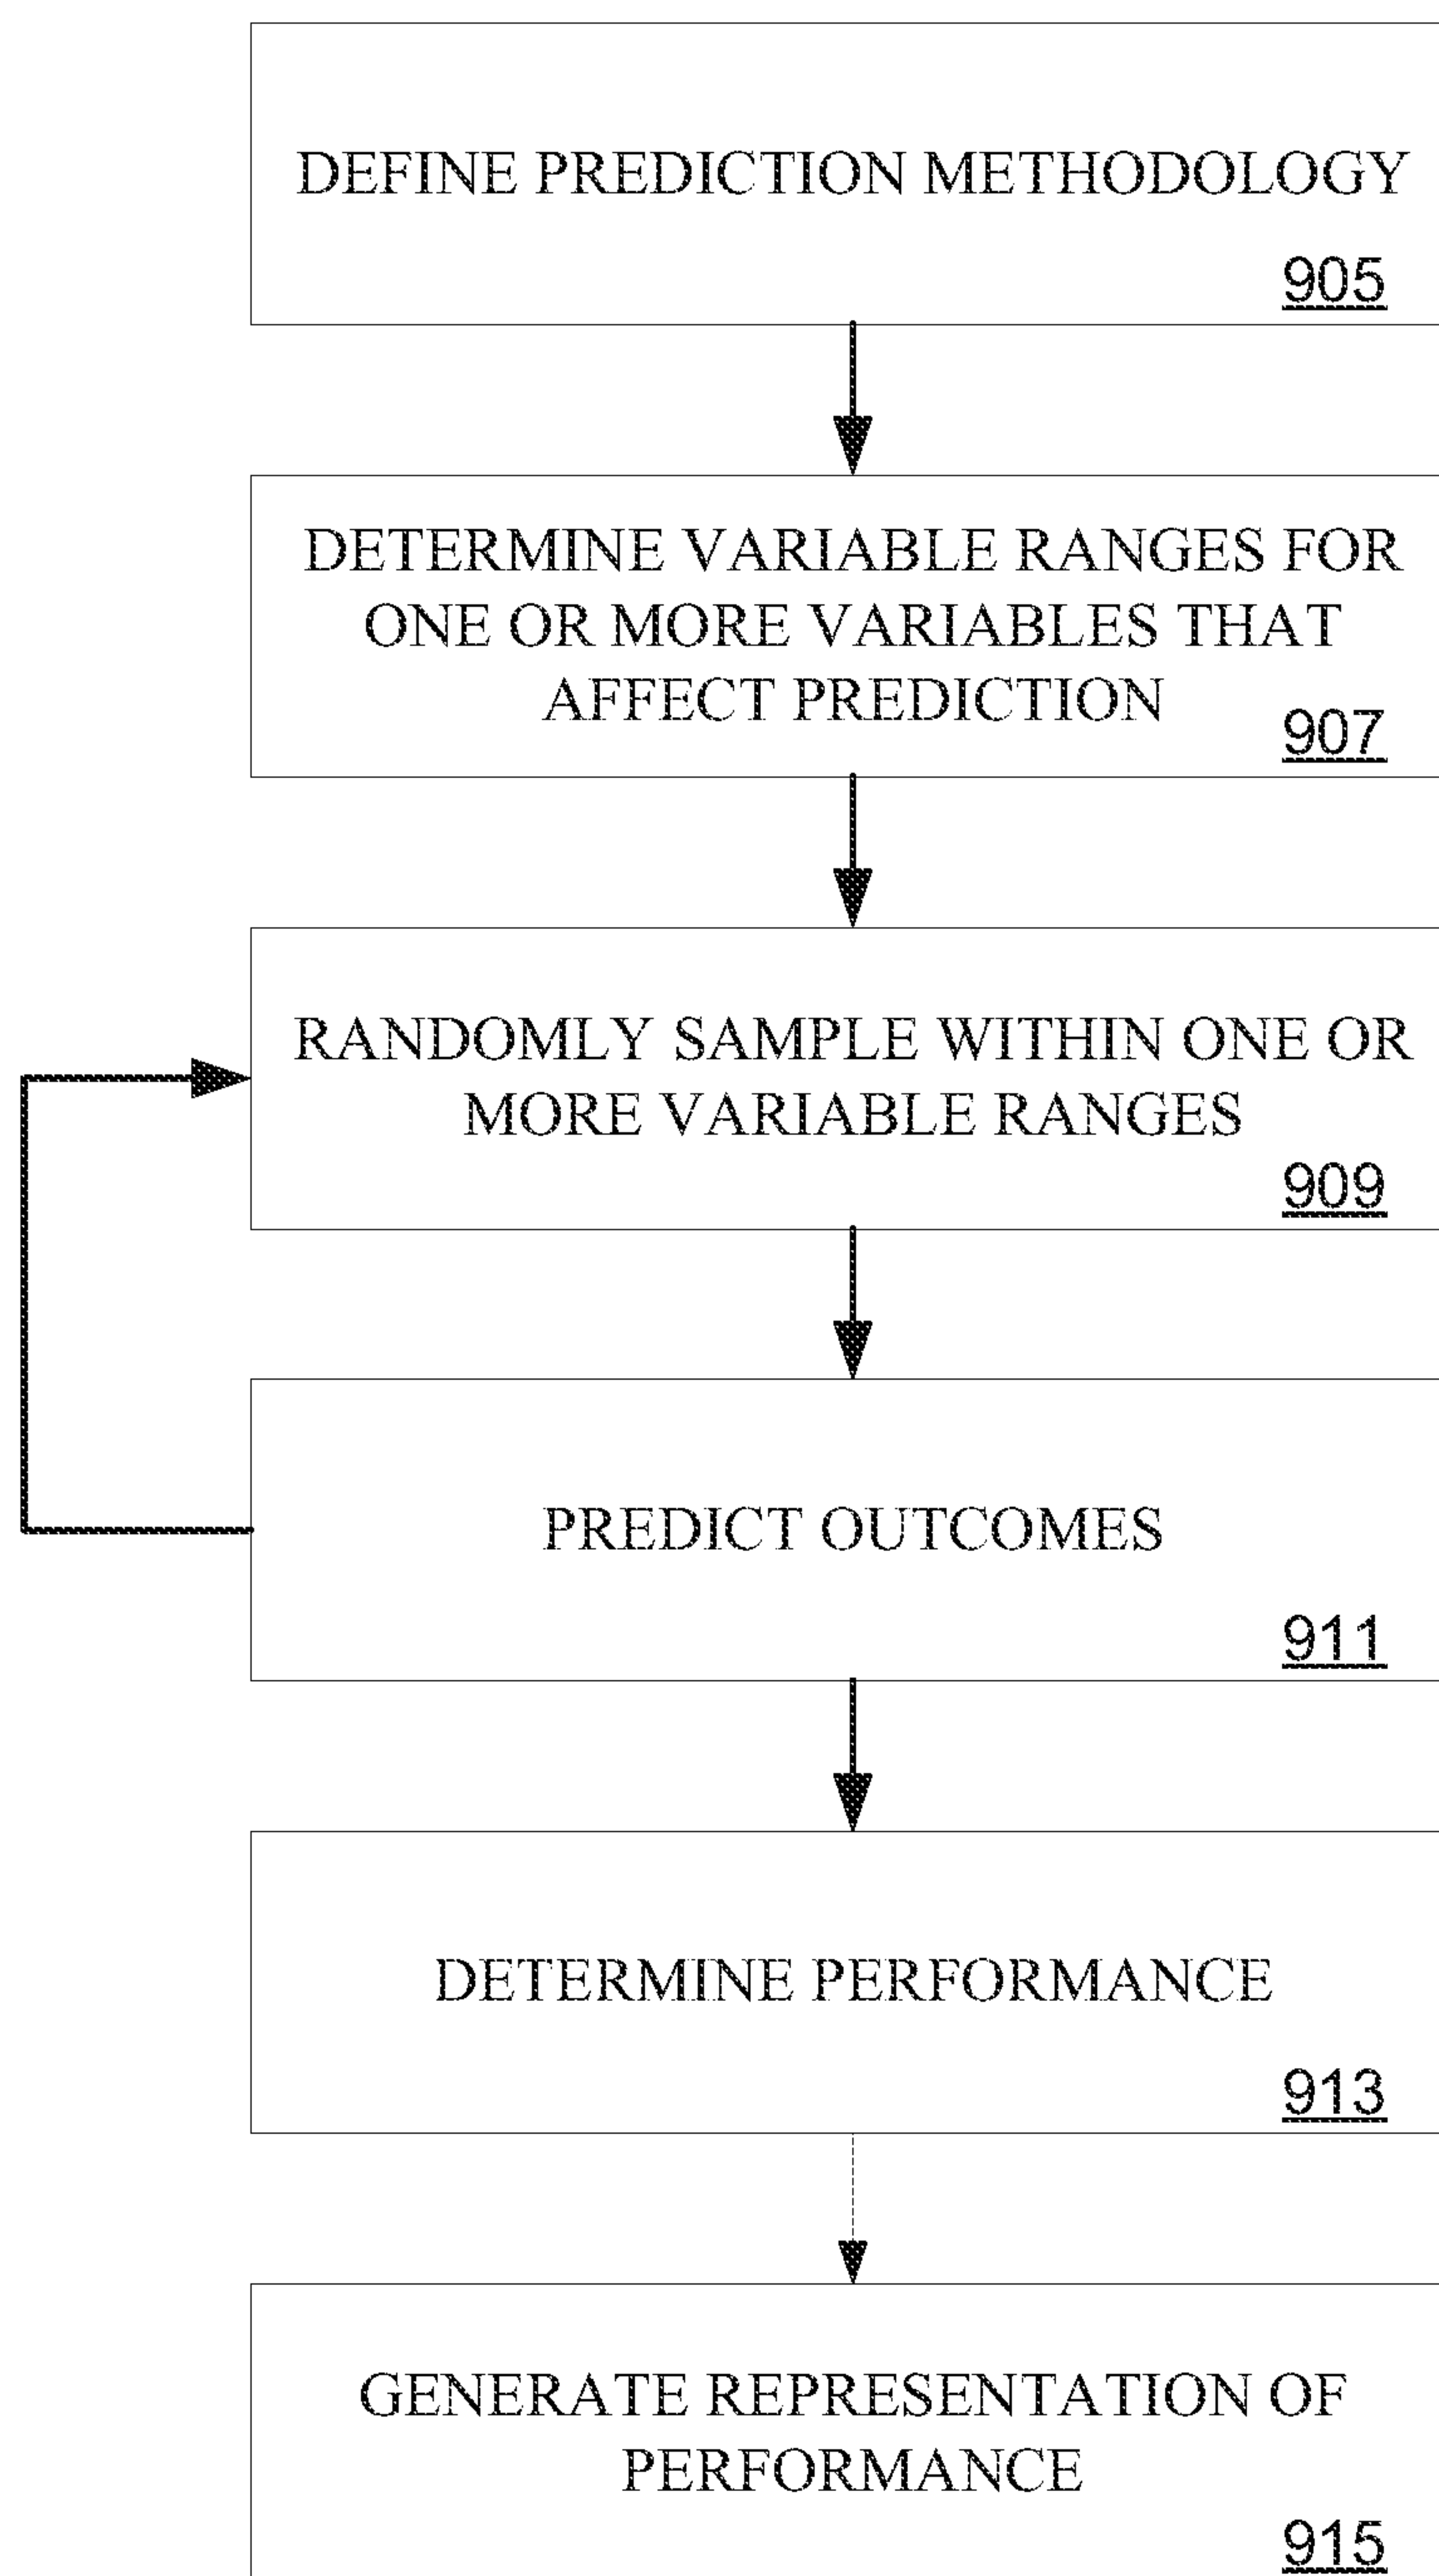 DEFINE PREDICTION METHODOLOGY
905
DETERMINE VARIABLE RANGES FOR
ONE OR MORE VARIABLES THAT
AFFECT PREDICTION
907
RANDOMLY SAMPLE WITHIN ONE OR
MORE VARIABLE RANGES
909
PREDICT OUTCOMES
911
DETERMINE PERFORMANCE
913
GENERATE REPRESENTATION OF
PERFORMANCE
915